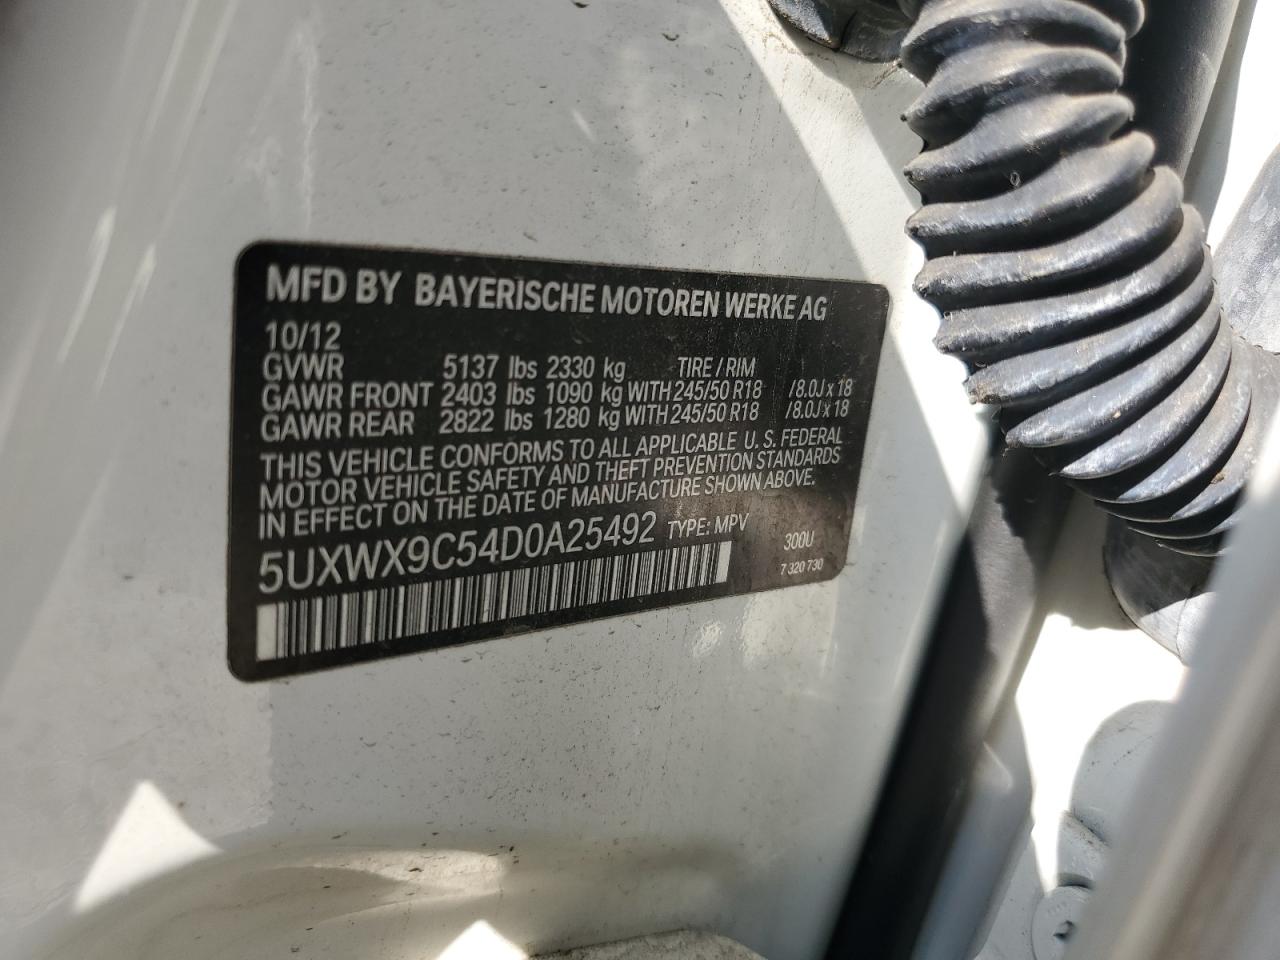 MFD BY BAYERISCHE MOTOREN WERKE AG
10/12
GVWR 5137 lbs 2330 kg TIRE / RIM
GAWR FRONT 2403 lbs 1090 kg WITH 245/50 R18 /8.0J x 18
GAWR REAR 2822 lbs 1280 kg WITH 245/50 R18 /8.0J x 18
THIS VEHICLE CONFORMS TO ALL APPLICABLE U.S. FEDERAL
MOTOR VEHICLE SAFETY AND THEFT PREVENTION STANDARDS
IN EFFECT ON THE DATE OF MANUFACTURE SHOWN ABOVE.
5UXWX9C54D0A25492 TYPE: MPV 300U
7 320 730